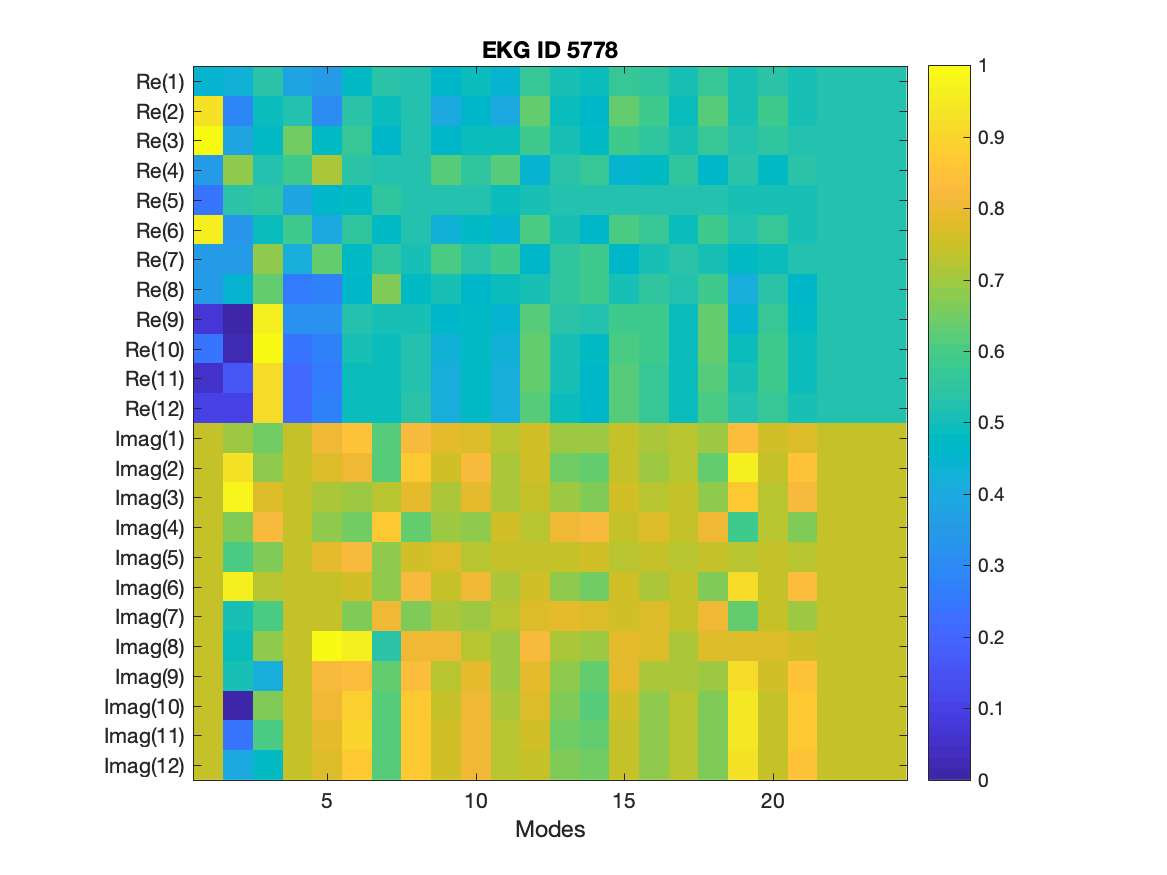 EKG ID 5778
Re(1)
Re(2)
Re(3)
Re(4)
Re(5)
Re(6)
Re(7)
Re(8)
Re(9)
Re(10)
Re(11)
Re(12)
Imag(1)
Imag(2)
Imag(3)
Imag(4)
Imag(5)
Imag(6)
Imag(7)
Imag(8)
Imag(9)
Imag(10)
Imag(11)
Imag(12)
5 10 15 20
Modes
1
0.9
0.8
0.7
0.6
0.5
0.4
0.3
0.2
0.1
0